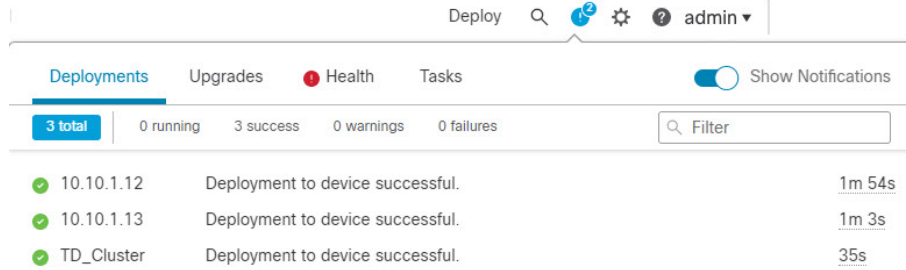 Deploy 2 ? admin
Deployments Upgrades ! Health Tasks Show Notifications
3 total 0 running 3 success 0 warnings 0 failures Filter
10.10.1.12 Deployment to device successful. 1m 54s
10.10.1.13 Deployment to device successful. 1m 3s
TD_Cluster Deployment to device successful. 35s